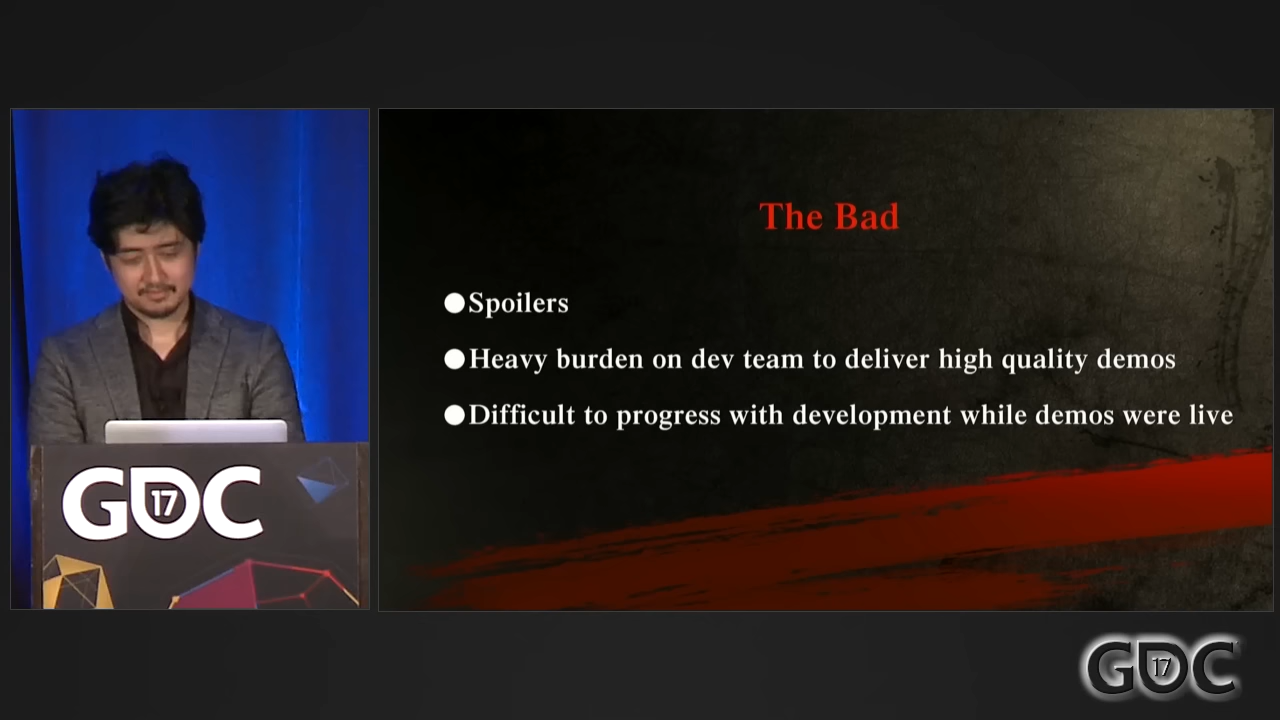 The Bad
●Spoilers
●Heavy burden on dev team to deliver high quality demos
●Difficult to progress with development while demos were live
GDC 17
GDC 17